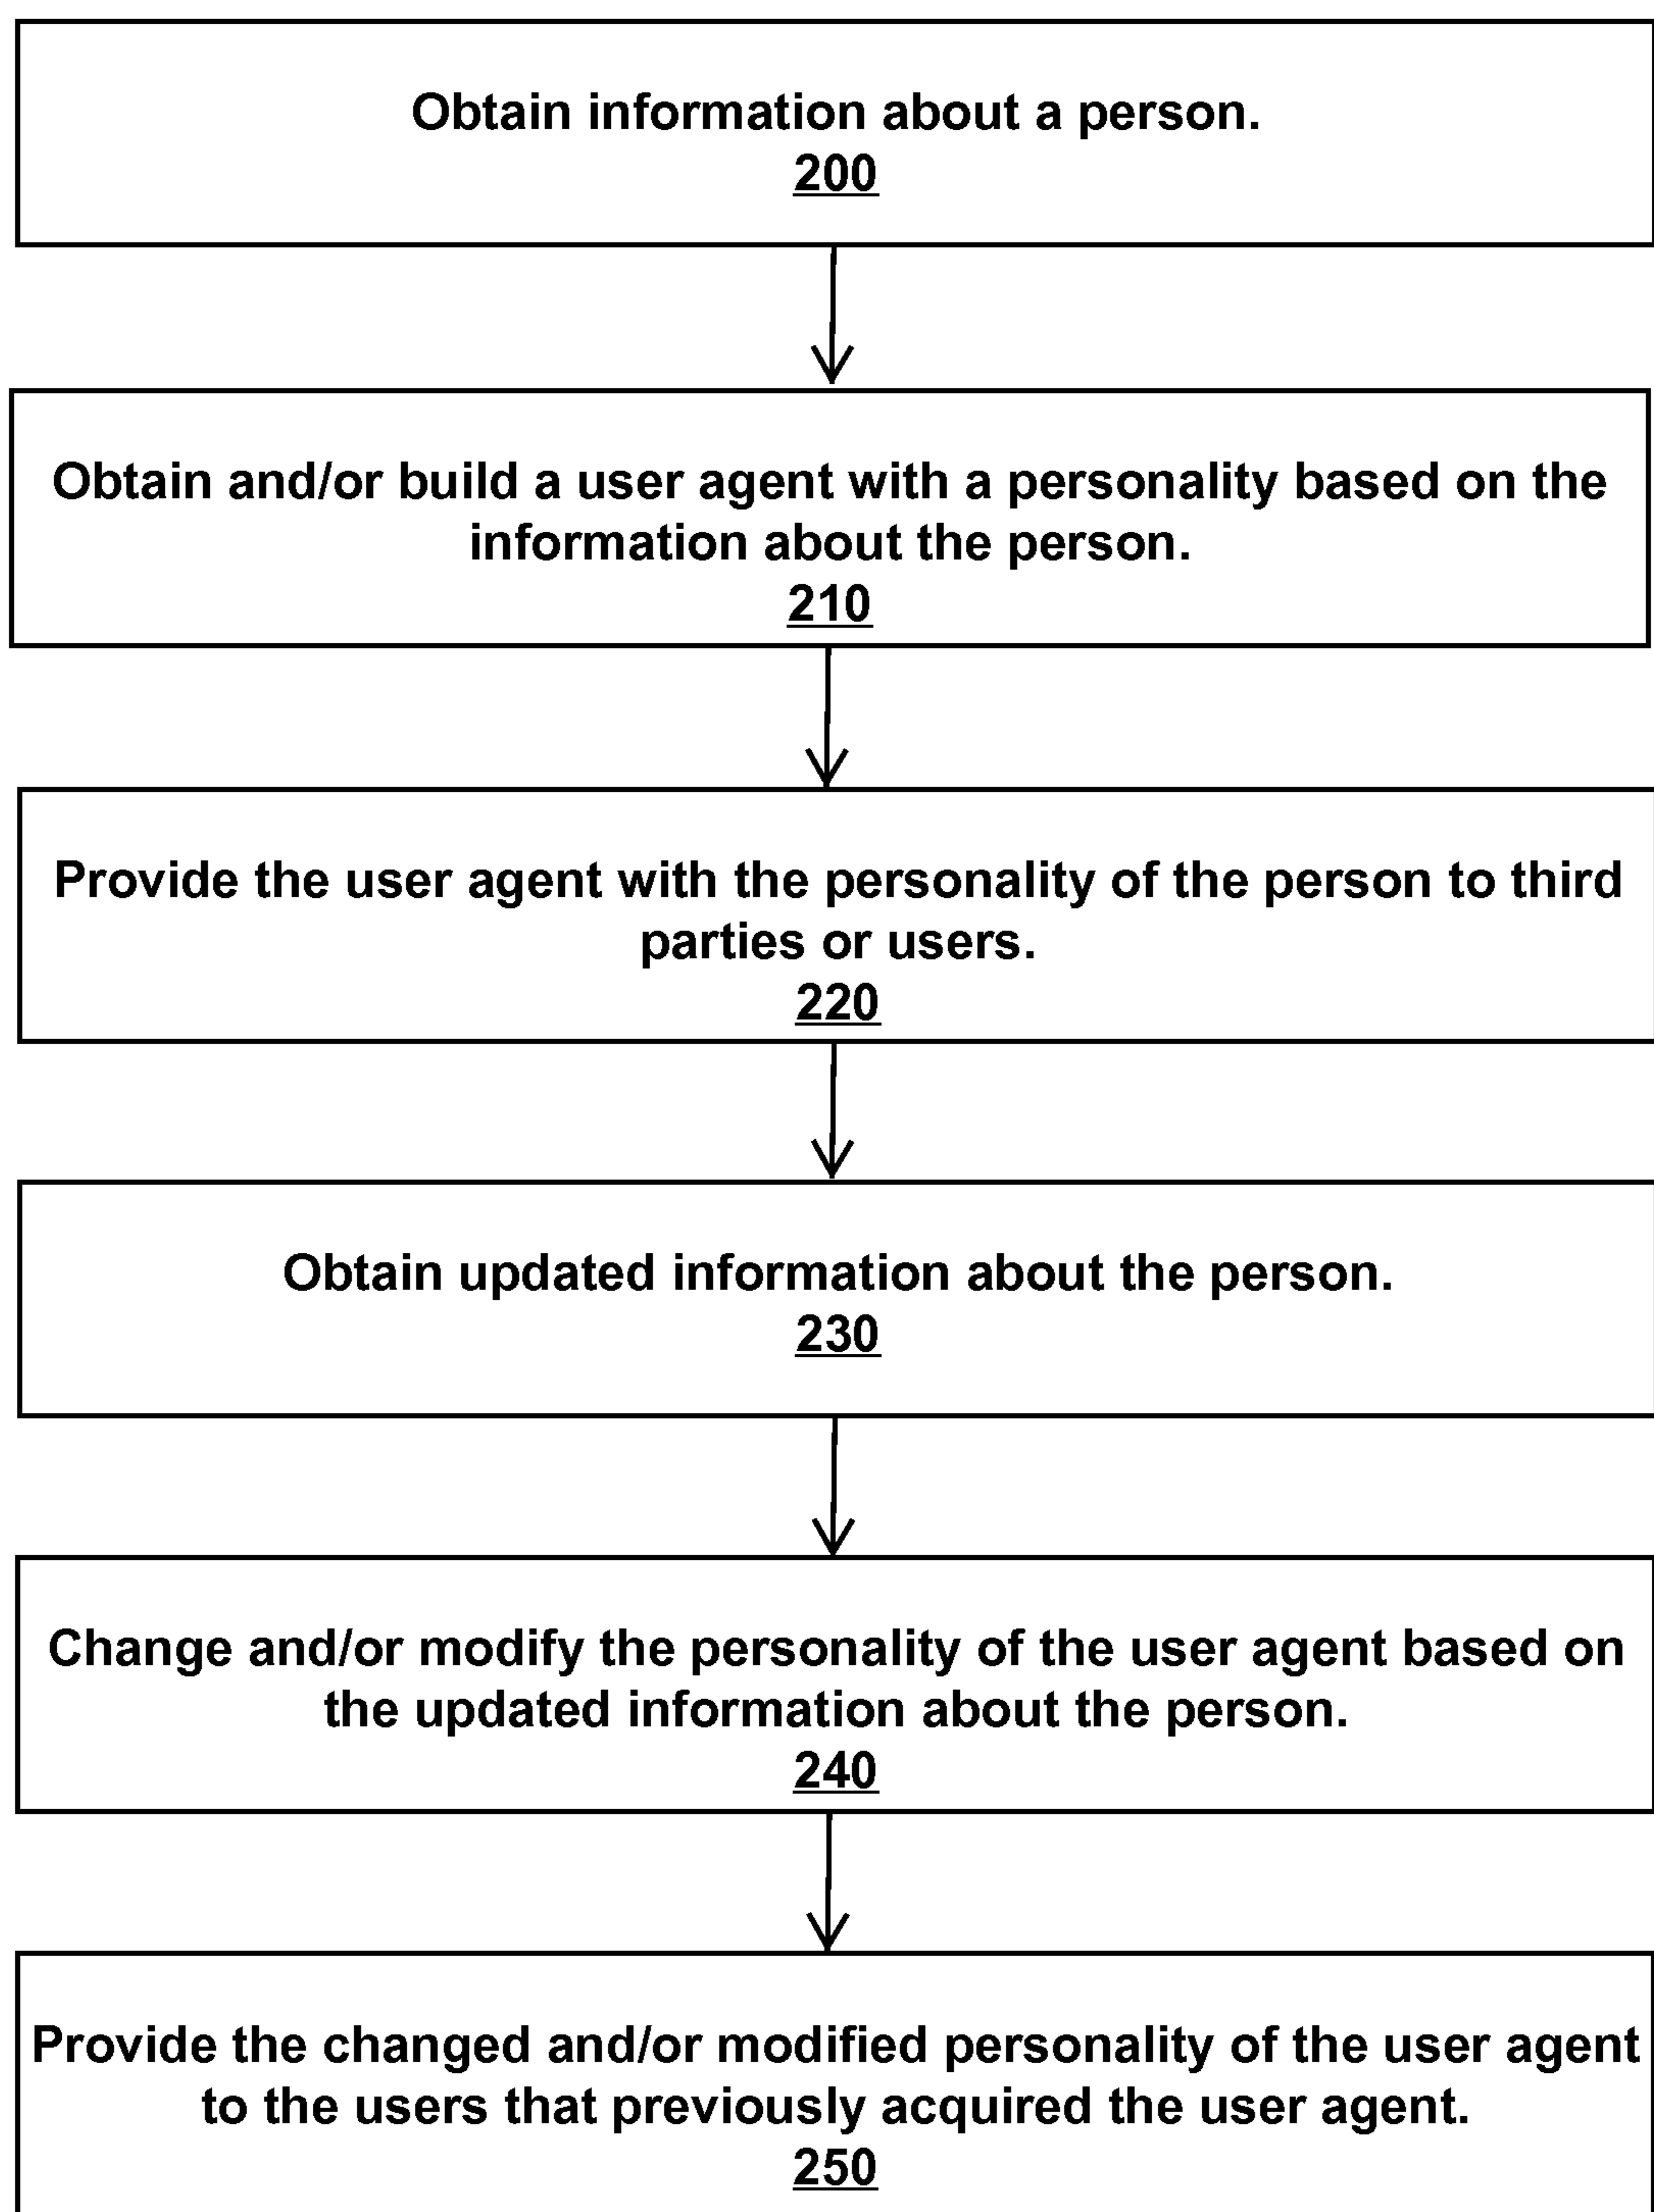 Obtain information about a person.
200
Obtain and/or build a user agent with a personality based on the
information about the person.
210
Provide the user agent with the personality of the person to third
parties or users.
220
Obtain updated information about the person.
230
Change and/or modify the personality of the user agent based on
the updated information about the person.
240
Provide the changed and/or modified personality of the user agent
to the users that previously acquired the user agent.
250